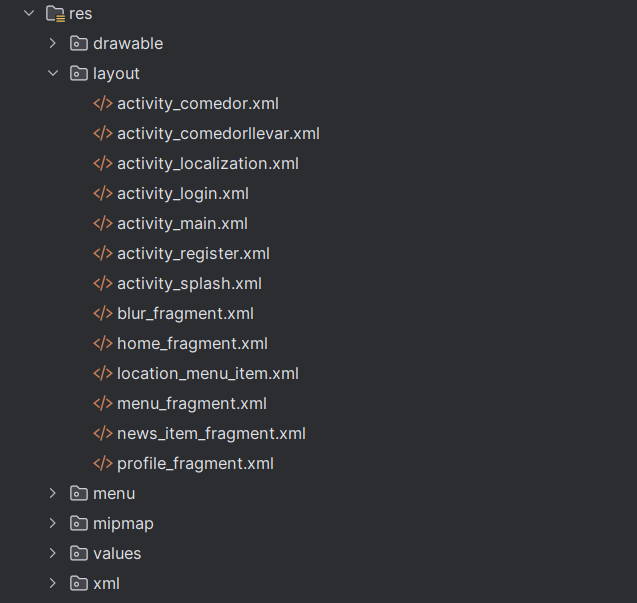 res
drawable
layout
activity_comedor.xml
activity_comedorllevar.xml
activity_localization.xml
activity_login.xml
activity_main.xml
activity_register.xml
activity_splash.xml
blur_fragment.xml
home_fragment.xml
location_menu_item.xml
menu_fragment.xml
news_item_fragment.xml
profile_fragment.xml
menu
mipmap
values
xml